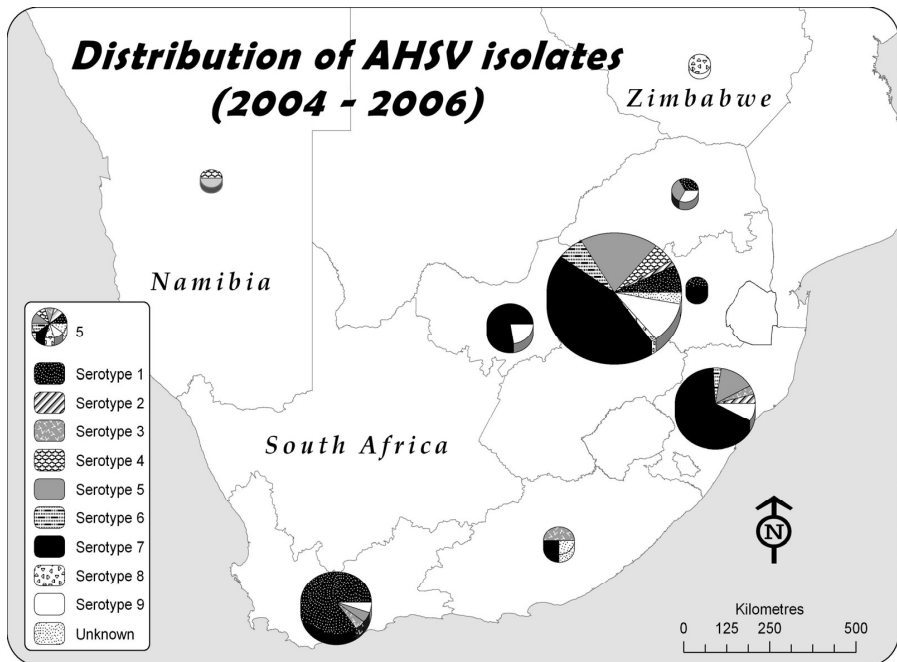 Distribution of AHSV isolates
(2004 - 2006)
Zimbabwe
Namibia
South Africa
5
Serotype 1
Serotype 2
Serotype 3
Serotype 4
Serotype 5
Serotype 6
Serotype 7
Serotype 8
Serotype 9
Unknown
N
Kilometres
0 125 250 500